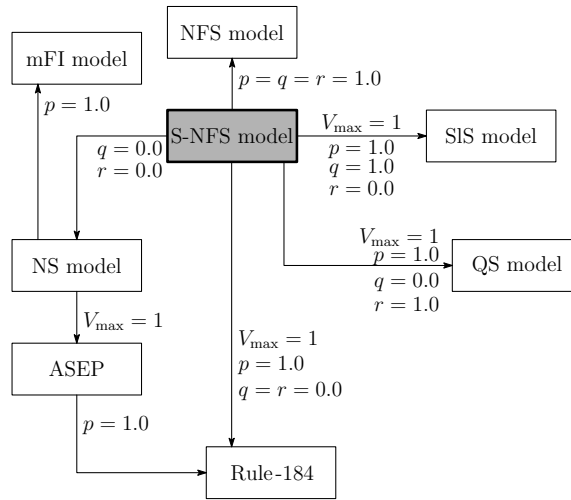 NFS model
mFI model
p = q = r = 1.0
p = 1.0
S-NFS model
V_max = 1
SlS model
q = 0.0
r = 0.0
p = 1.0
q = 1.0
r = 0.0
V_max = 1
p = 1.0
NS model
QS model
q = 0.0
r = 1.0
V_max = 1
V_max = 1
ASEP
p = 1.0
q = r = 0.0
p = 1.0
Rule-184